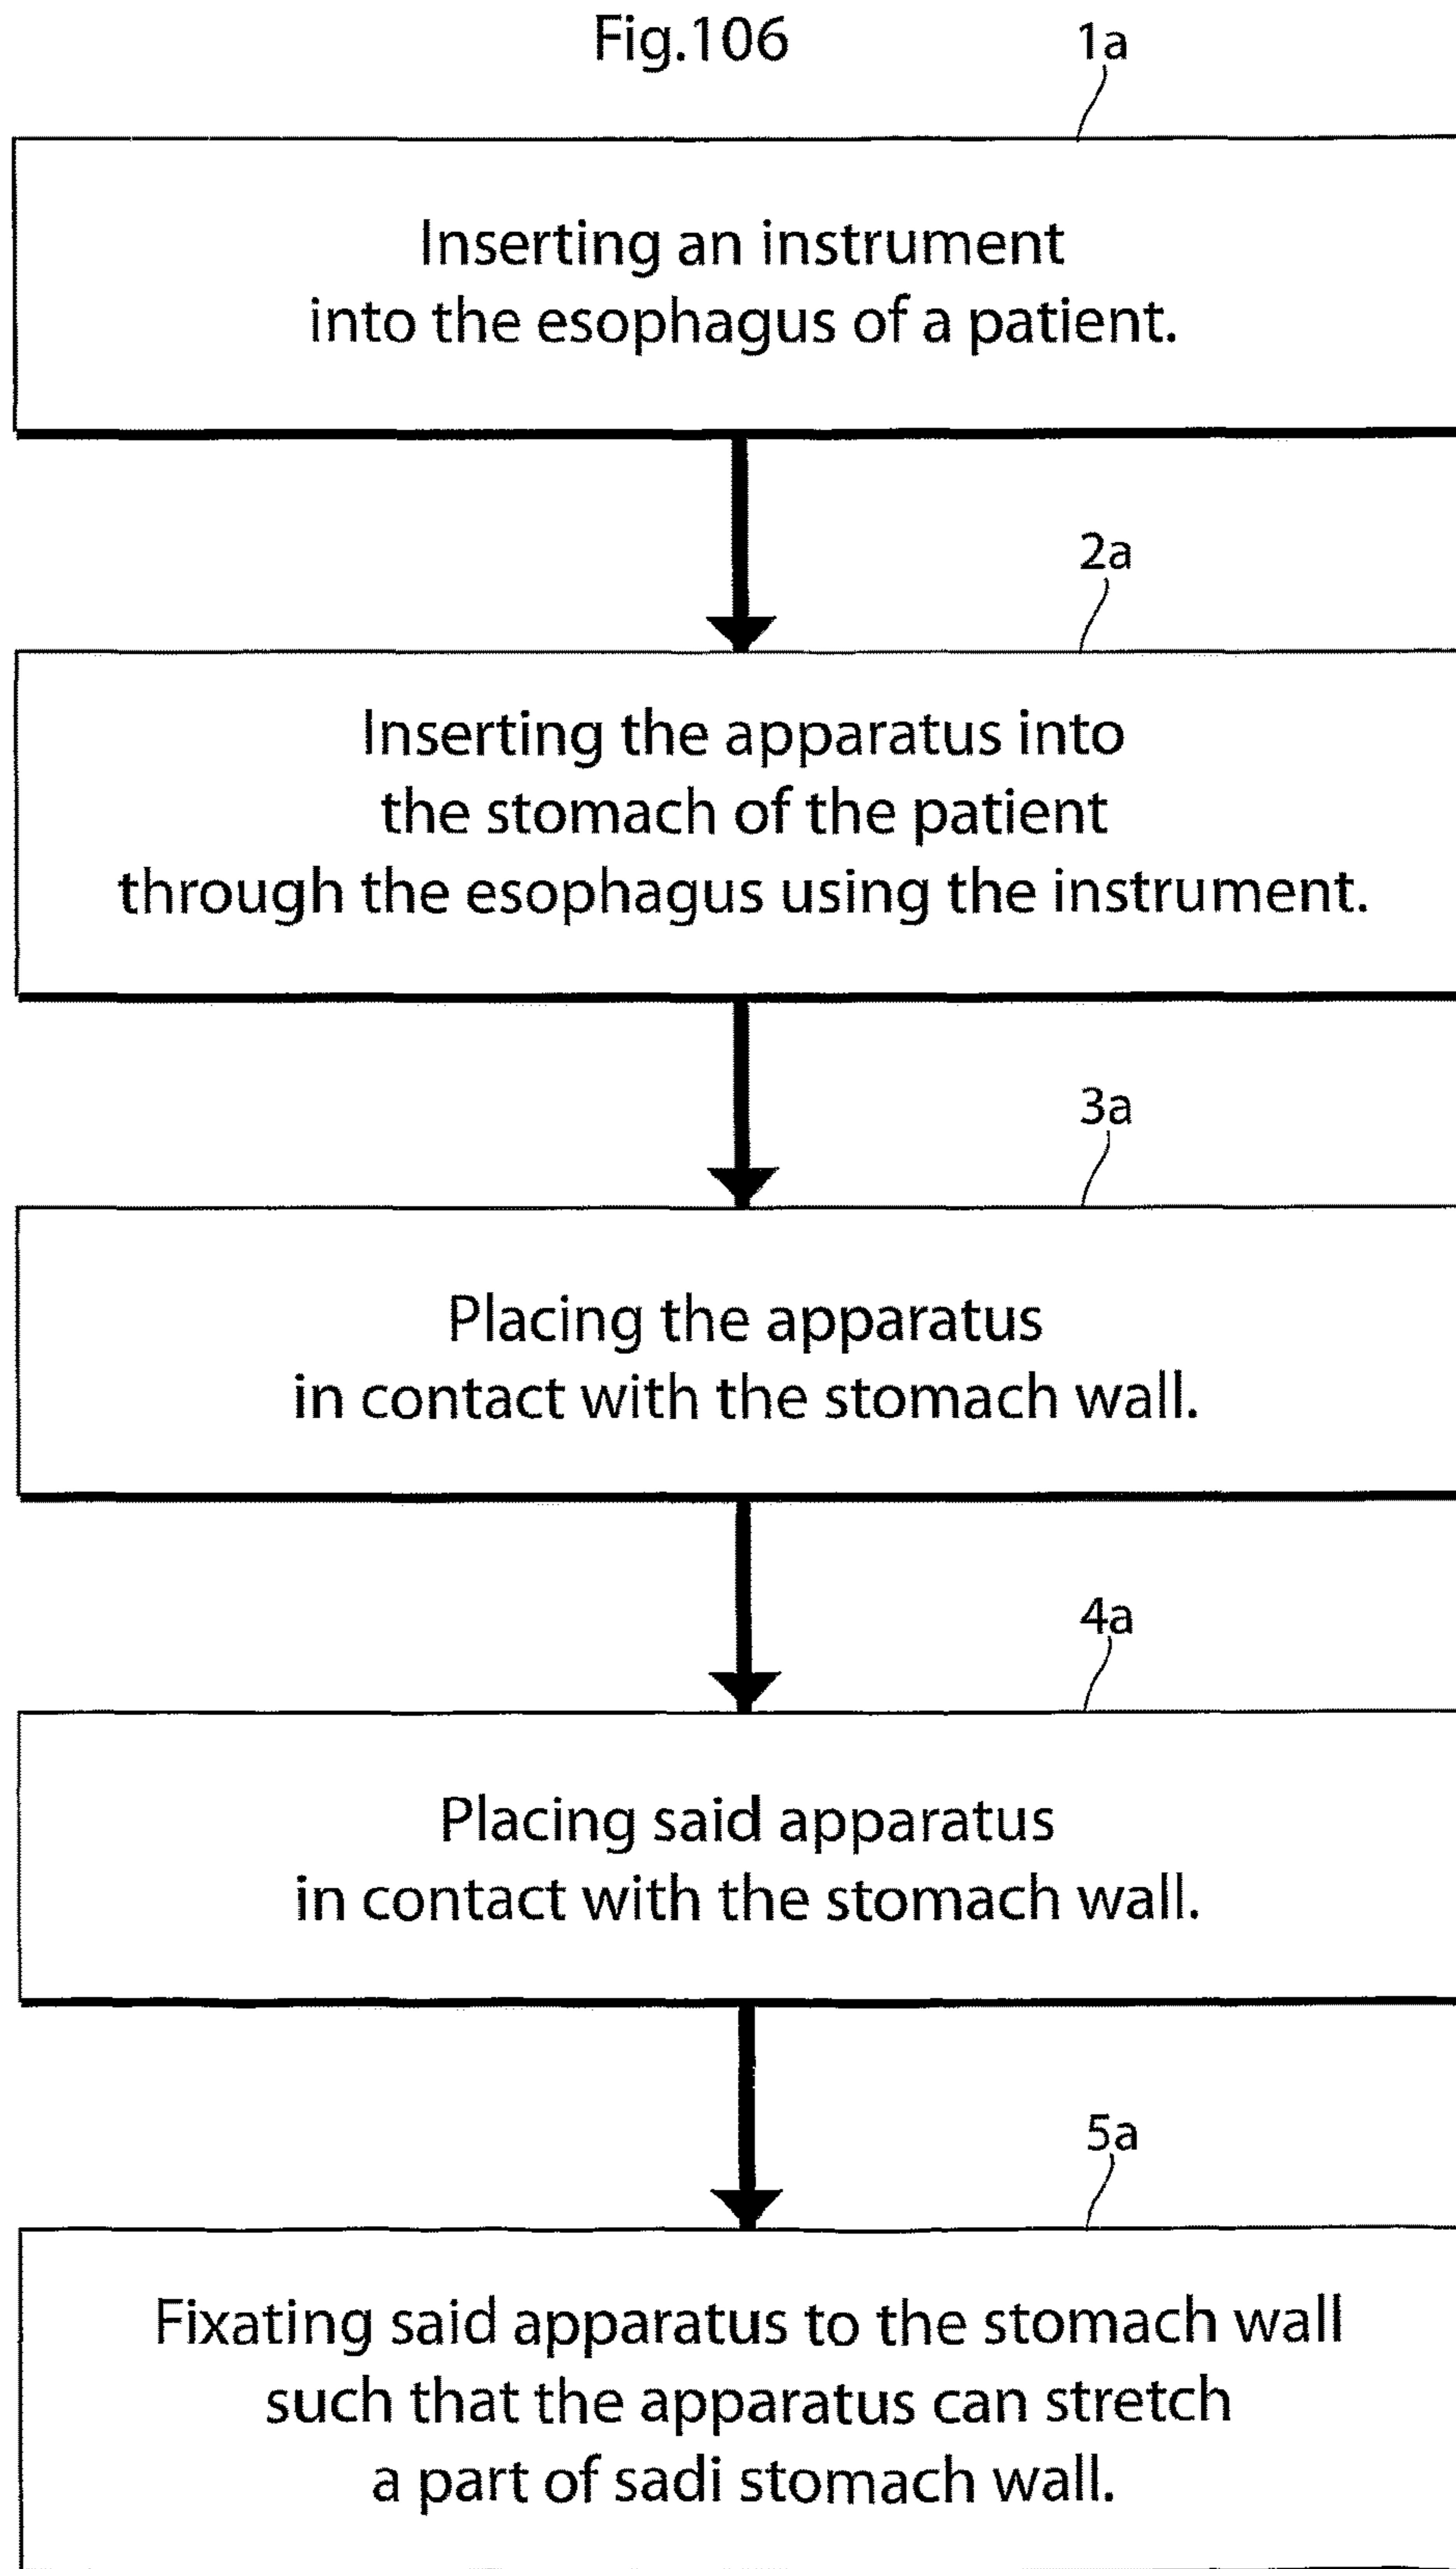 Fig.106
1a
Inserting an instrument
into the esophagus of a patient.
2a
Inserting the apparatus into
the stomach of the patient
through the esophagus using the instrument.
3a
Placing the apparatus
in contact with the stomach wall.
4a
Placing said apparatus
in contact with the stomach wall.
5a
Fixating said apparatus to the stomach wall
such that the apparatus can stretch
a part of sadi stomach wall.